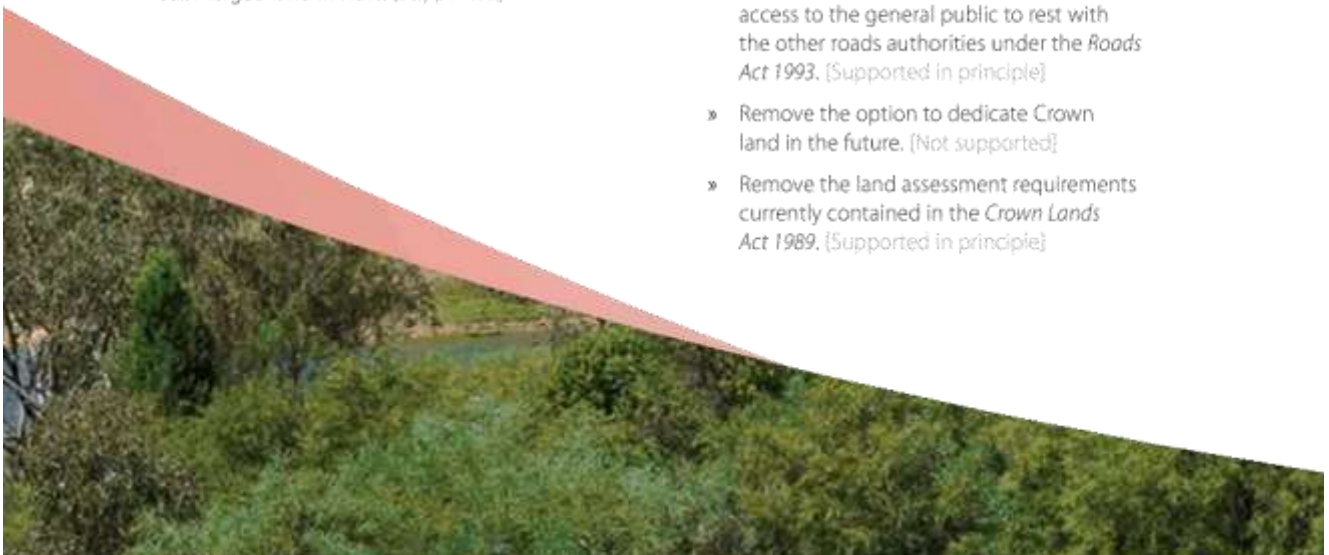 access to the general public to rest with
the other roads authorities under the Roads
Act 1993. [Supported in principle]
» Remove the option to dedicate Crown
land in the future. [Not supported]
» Remove the land assessment requirements
currently contained in the Crown Lands
Act 1989. [Supported in principle]